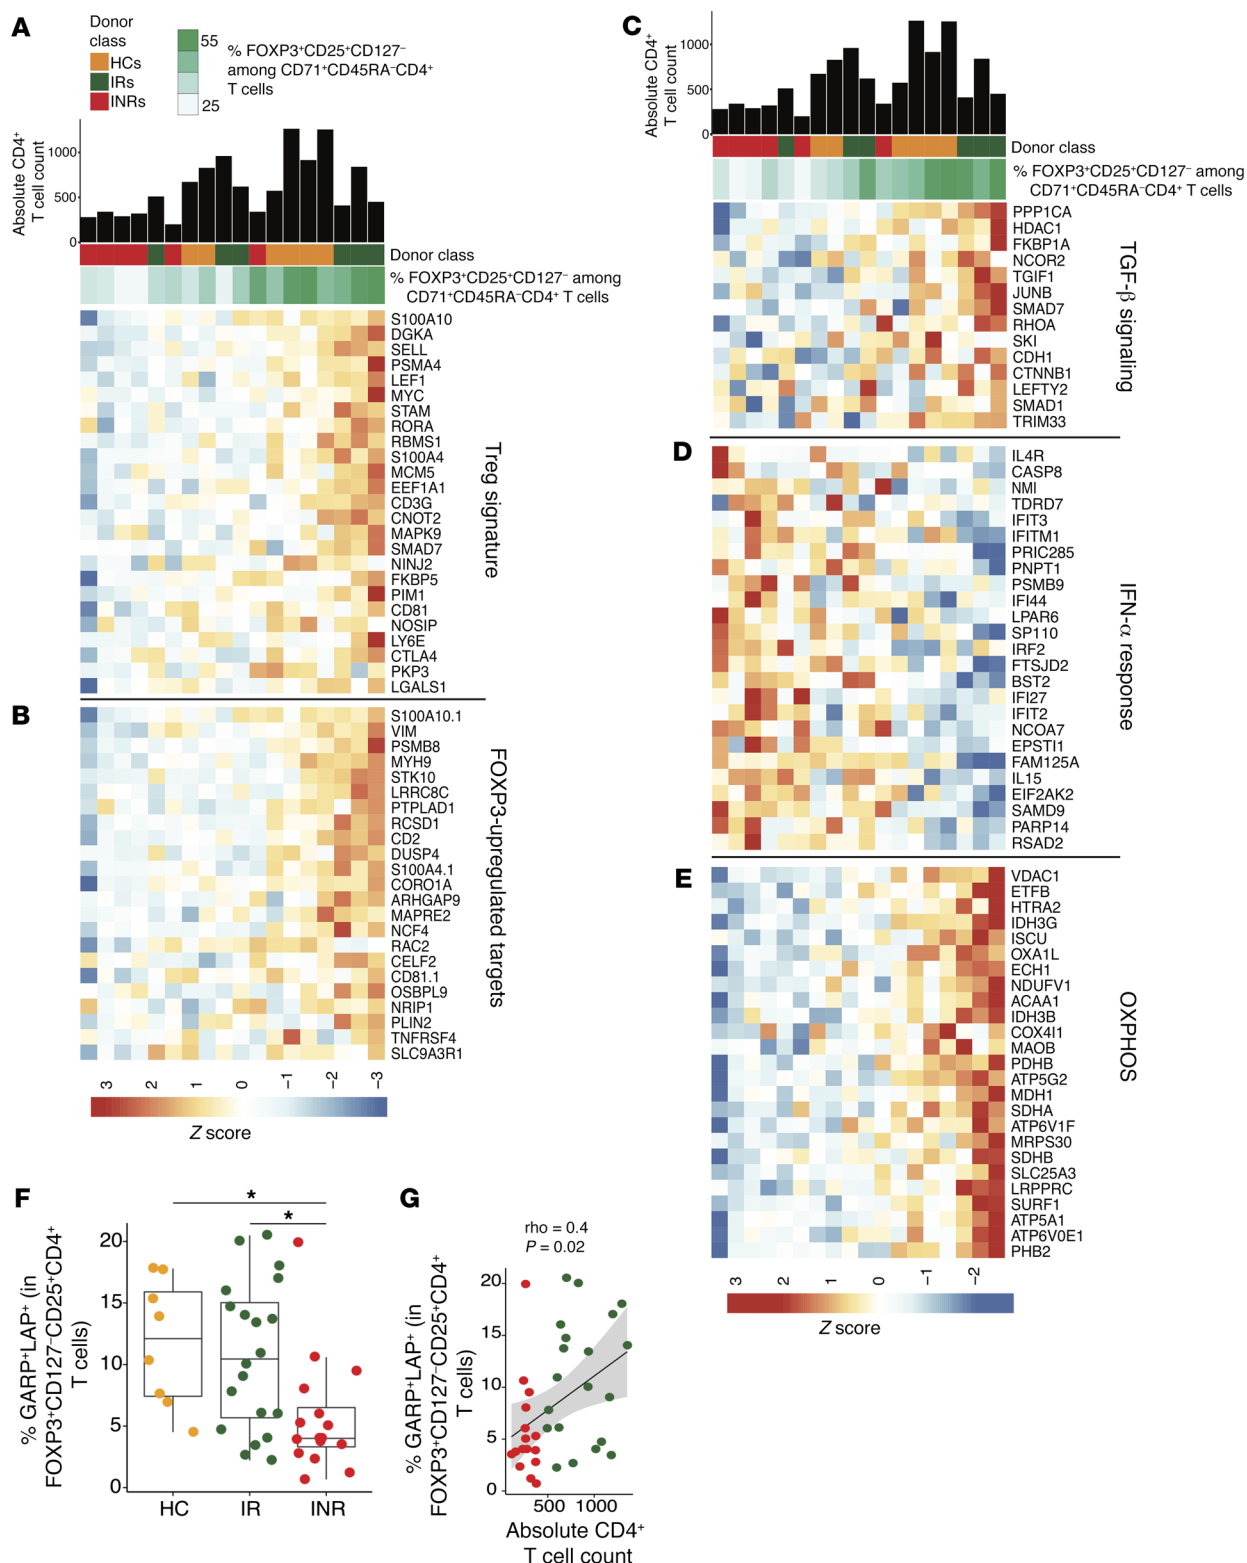 A
Donor
class
HCs
IRs
INRs
55
25
% FOXP3⁺CD25⁺CD127⁻
among CD71⁺CD45RA⁻CD4⁺
T cells
Absolute CD4⁺
T cell count
1000
500
0
Donor class
% FOXP3⁺CD25⁺CD127⁻ among
CD71⁺CD45RA⁻CD4⁺ T cells
S100A10
DGKA
SELL
PSMA4
LEF1
MYC
STAM
RORA
RBMS1
S100A4
MCM5
EEF1A1
CD3G
CNOT2
MAPK9
SMAD7
NINJ2
FKBP5
PIM1
CD81
NOSIP
LY6E
CTLA4
PKP3
LGALS1
Treg signature
B
S100A10.1
VIM
PSMB8
MYH9
STK10
LRRC8C
PTPLAD1
RCSD1
CD2
DUSP4
S100A4.1
CORO1A
ARHGAP9
MAPRE2
NCF4
RAC2
CELF2
CD81.1
OSBPL9
NRIP1
PLIN2
TNFRSF4
SLC9A3R1
FOXP3-upregulated targets
3 2 1 0 −1 −2 −3
Z score
C
Absolute CD4⁺
T cell count
1000
500
0
Donor class
% FOXP3⁺CD25⁺CD127⁻ among
CD71⁺CD45RA⁻CD4⁺ T cells
PPP1CA
HDAC1
FKBP1A
NCOR2
TGIF1
JUNB
SMAD7
RHOA
SKI
CDH1
CTNNB1
LEFTY2
SMAD1
TRIM33
TGF-β signaling
D
IL4R
CASP8
NMI
TDRD7
IFIT3
IFITM1
PRIC285
PNPT1
PSMB9
IFI44
LPAR6
SP110
IRF2
FTSJD2
BST2
IFI27
IFIT2
NCOA7
EPSTI1
FAM125A
IL15
EIF2AK2
SAMD9
PARP14
RSAD2
IFN-α response
E
VDAC1
ETFB
HTRA2
IDH3G
ISCU
OXA1L
ECH1
NDUFV1
ACAA1
IDH3B
COX4I1
MAOB
PDHB
ATP5G2
MDH1
SDHA
ATP6V1F
MRPS30
SDHB
SLC25A3
LRPPRC
SURF1
ATP5A1
ATP6V0E1
PHB2
OXPHOS
3 2 1 0 −1 −2
Z score
F
% GARP⁺LAP⁺ (in
FOXP3⁺CD127⁻CD25⁺CD4⁺
T cells)
20
15
10
5
0
*
*
HC IR INR
G
rho = 0.4
P = 0.02
% GARP⁺LAP⁺ (in
FOXP3⁺CD127⁻CD25⁺CD4⁺
T cells)
20
15
10
5
0
500 1000
Absolute CD4⁺
T cell count